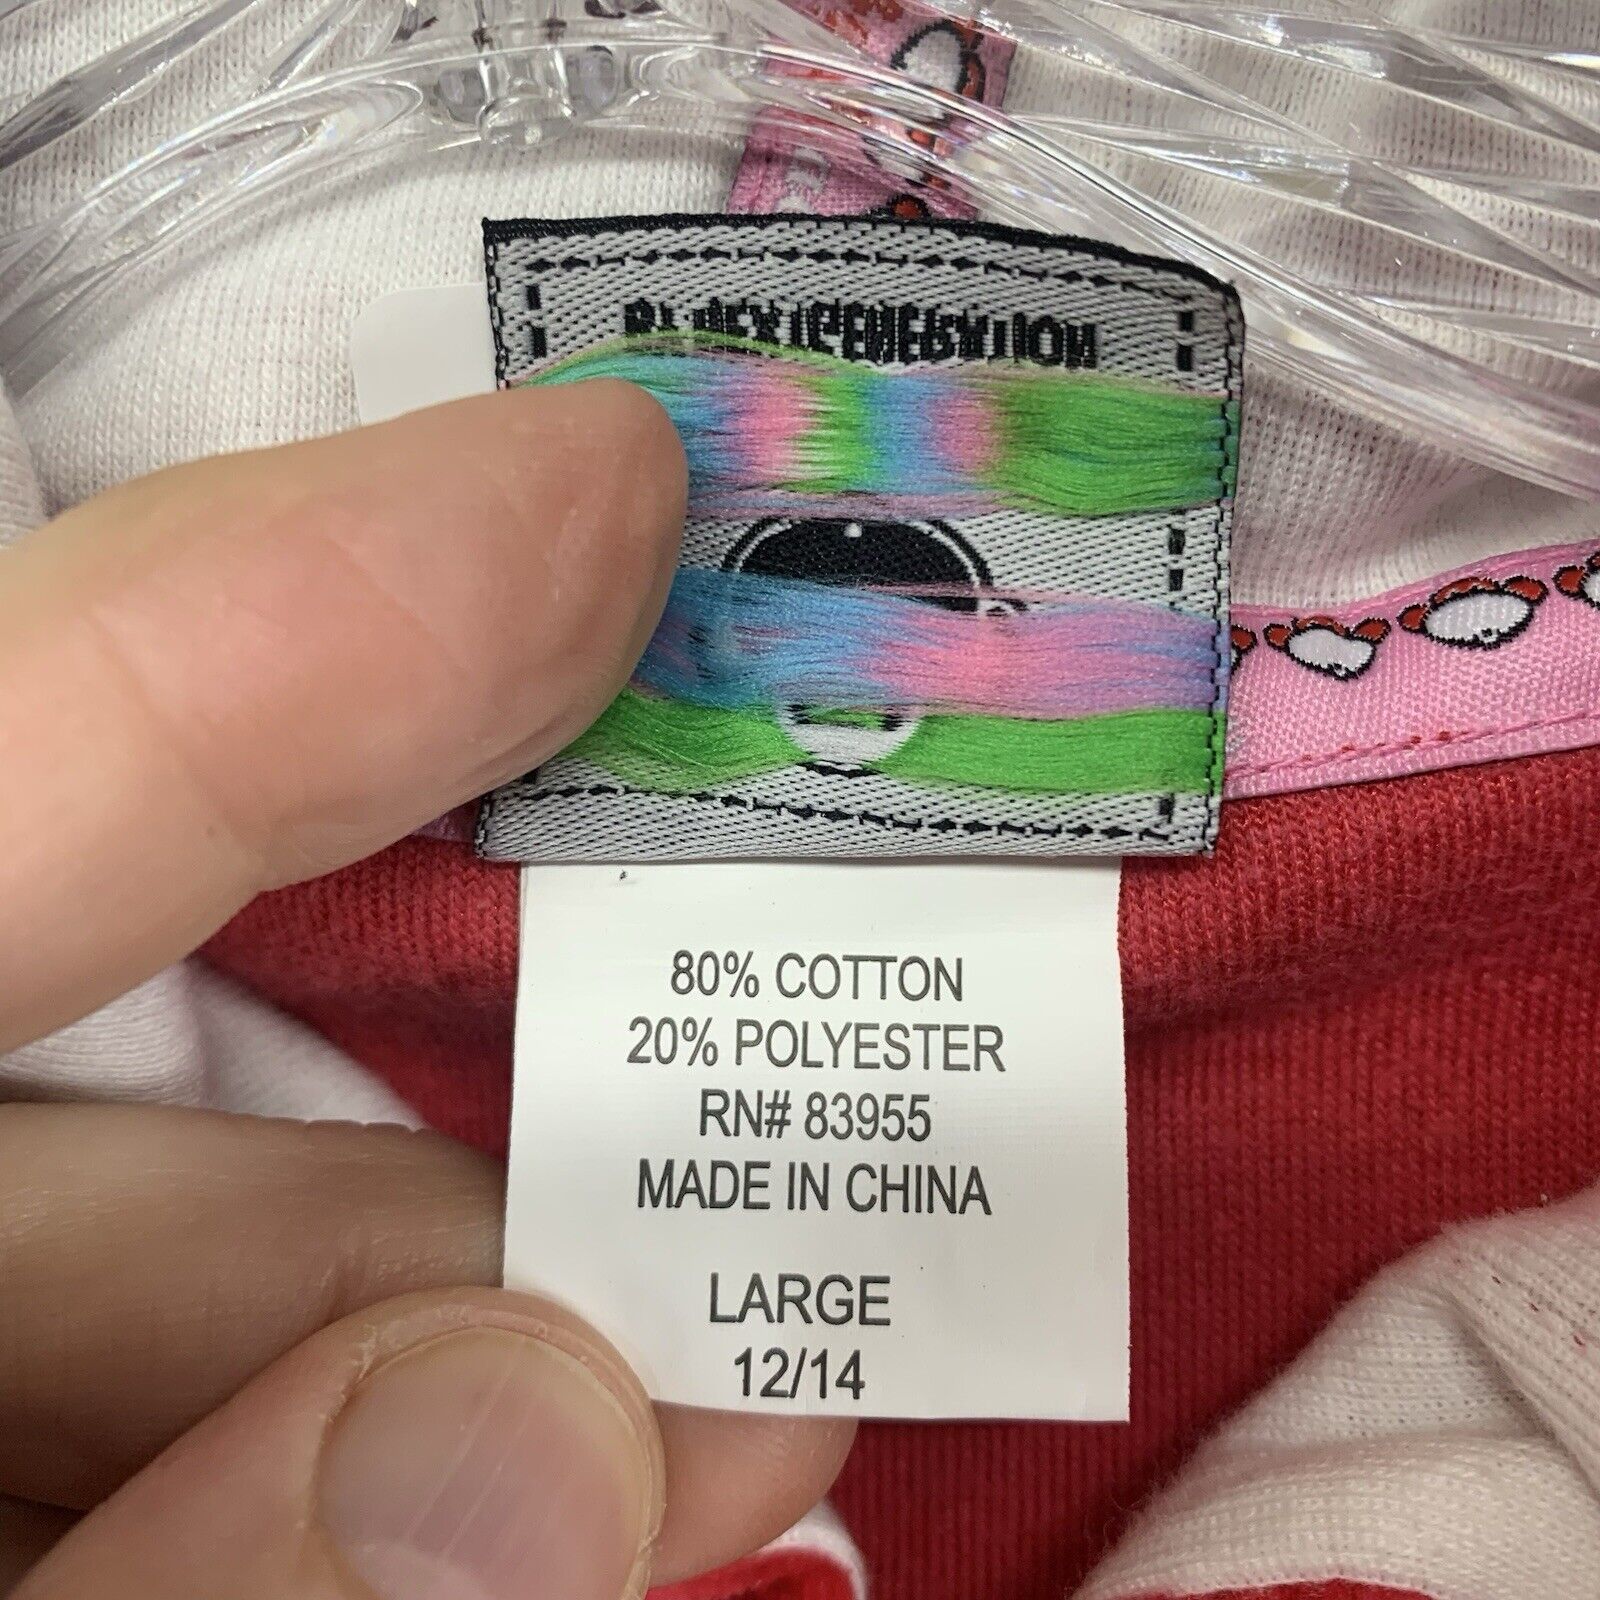 80% COTTON
20% POLYESTER
RN# 83955
MADE IN CHINA
LARGE
12/14